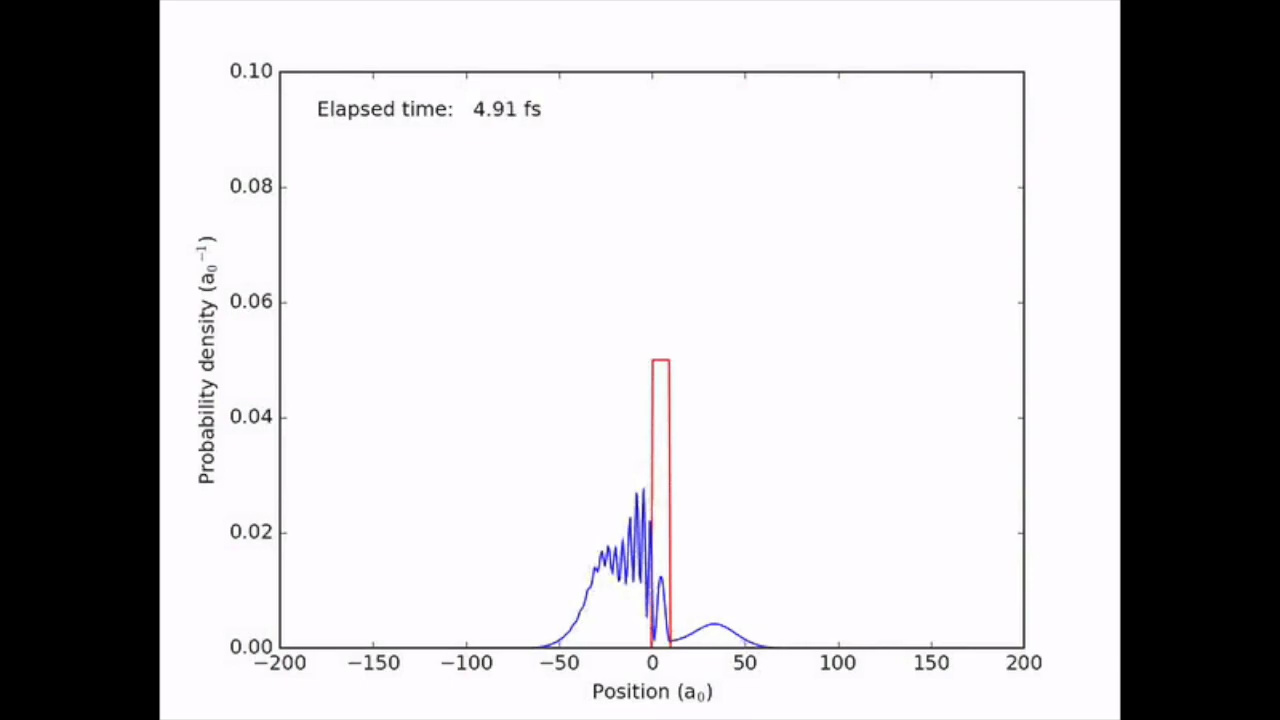 Elapsed time: 4.91 fs
0.10
0.08
0.06
0.04
0.02
0.00
Probability density (a₀⁻¹)
−200 −150 −100 −50 0 50 100 150 200
Position (a₀)